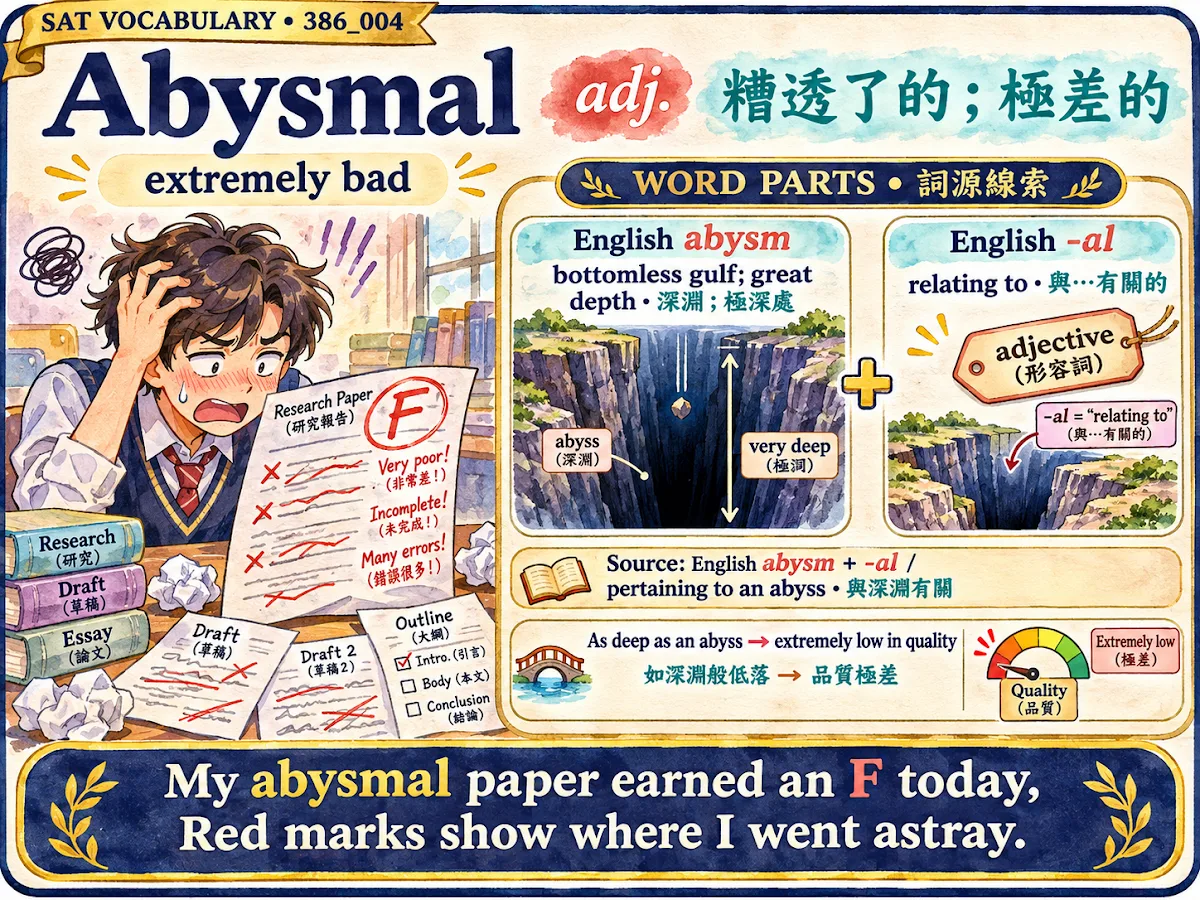 SAT VOCABULARY • 386_004
Abysmal
adj.
糟透了的；極差的
extremely bad
WORD PARTS • 詞源線索
English abysm
bottomless gulf; great
depth • 深淵；極深處
abyss
(深淵)
very deep
(極洞)
+
English -al
relating to • 與…有關的
adjective
(形容詞)
-al = “relating to”
(與…有關的)
Source: English abysm + -al /
pertaining to an abyss • 與深淵有關
As deep as an abyss → extremely low in quality
如深淵般低落 → 品質極差
Quality
(品質)
Extremely low
(極差)
Research Paper
(研究報告)
F
Very poor!
(非常差!)
Incomplete!
(未完成!)
Many errors!
(錯誤很多!)
Research
(研究)
Draft
(草稿)
Essay
(論文)
Draft
(草稿)
Draft 2
(草稿2)
Outline
(大綱)
Intro. (引言)
Body (本文)
Conclusion
(結論)
My abysmal paper earned an F today,
Red marks show where I went astray.